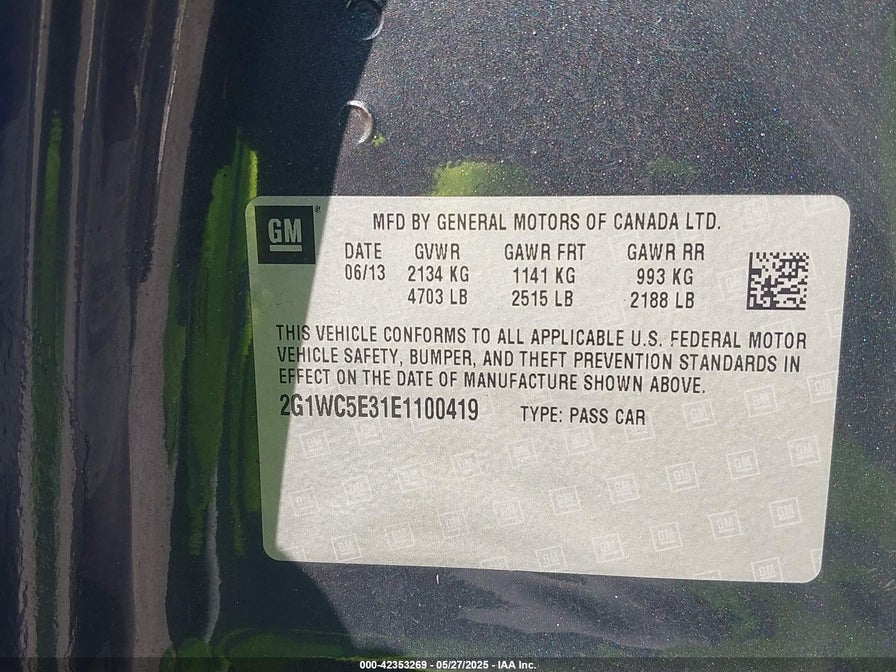 GM
MFD BY GENERAL MOTORS OF CANADA LTD.
DATE GVWR GAWR FRT GAWR RR
06/13 2134 KG 1141 KG 993 KG
4703 LB 2515 LB 2188 LB
THIS VEHICLE CONFORMS TO ALL APPLICABLE U.S. FEDERAL MOTOR
VEHICLE SAFETY, BUMPER, AND THEFT PREVENTION STANDARDS IN
EFFECT ON THE DATE OF MANUFACTURE SHOWN ABOVE.
2G1WC5E31E1100419 TYPE: PASS CAR
000-42353269 - 05/27/2025 - IAA Inc.